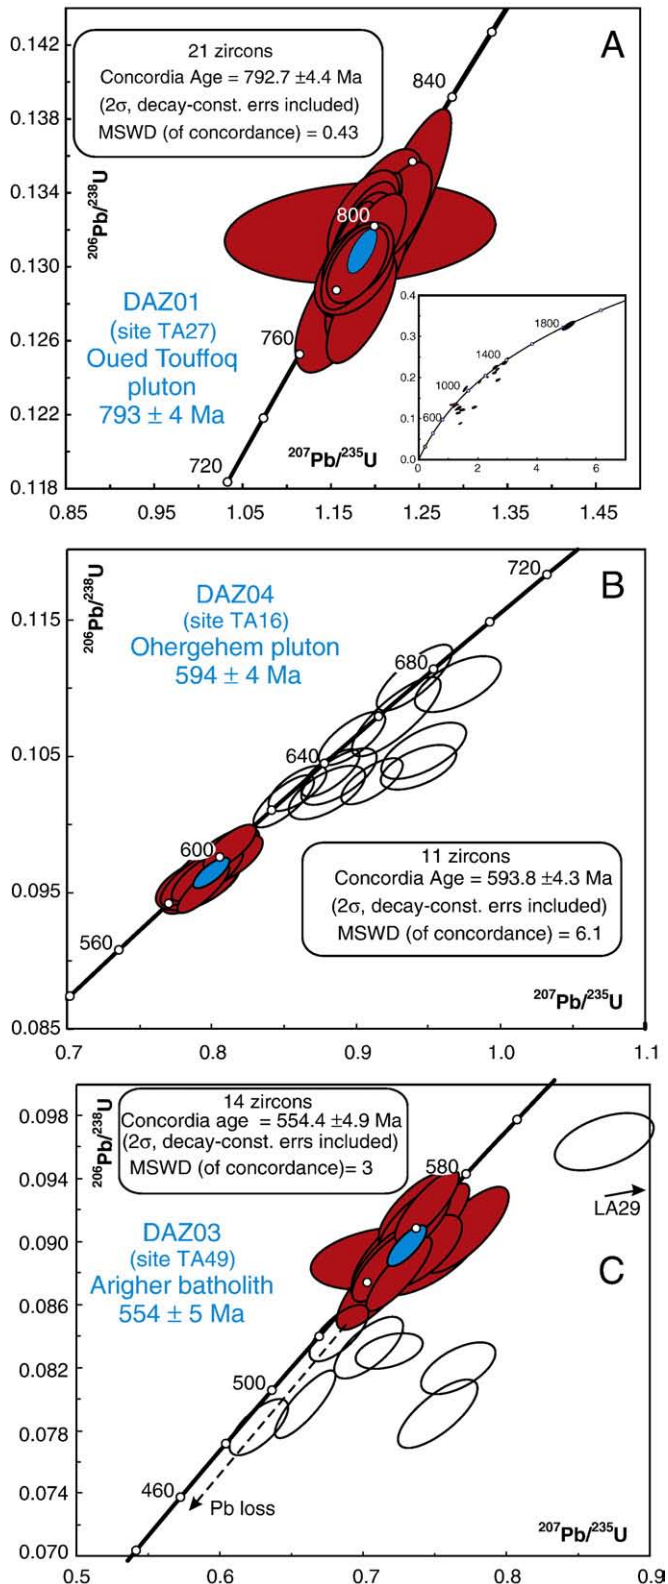 0.142
0.138
0.134
0.130
0.126
0.122
0.118
206Pb/238U
A
21 zircons
Concordia Age = 792.7 ±4.4 Ma
(2σ, decay-const. errs included)
MSWD (of concordance) = 0.43
840
800
760
720
DAZ01
(site TA27)
Oued Touffoq
pluton
793 ± 4 Ma
0.4
0.3
0.2
0.1
0.0
1800
1400
1000
600
0 2 4 6
207Pb/235U
0.85 0.95 1.05 1.15 1.25 1.35 1.45
0.115
0.105
0.095
0.085
206Pb/238U
B
DAZ04
(site TA16)
Ohergehem pluton
594 ± 4 Ma
720
680
640
600
560
11 zircons
Concordia Age = 593.8 ±4.3 Ma
(2σ, decay-const. errs included)
MSWD (of concordance) = 6.1
207Pb/235U
0.7 0.8 0.9 1.0 1.1
0.098
0.094
0.090
0.086
0.082
0.078
0.074
0.070
206Pb/238U
14 zircons
Concordia age = 554.4 ±4.9 Ma
(2σ, decay-const. errs included)
MSWD (of concordance)= 3
580
LA29
C
DAZ03
(site TA49)
Arigher batholith
554 ± 5 Ma
500
460
Pb loss
207Pb/235U
0.5 0.6 0.7 0.8 0.9